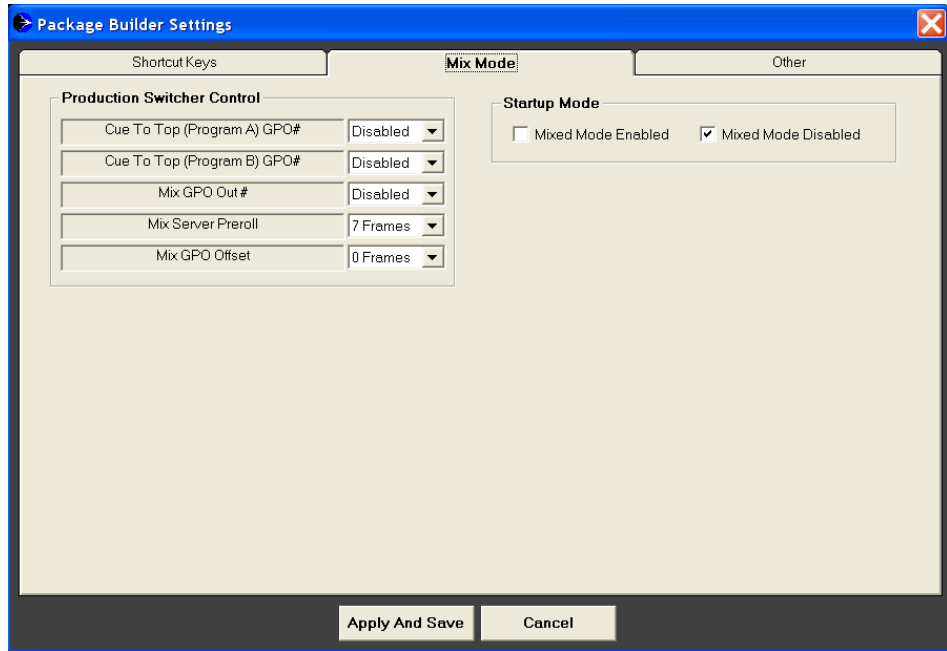 Package Builder Settings
Shortcut Keys
Mix Mode
Other
Production Switcher Control
Cue To Top (Program A) GPO# Disabled
Cue To Top (Program B) GPO# Disabled
Mix GPO Out # Disabled
Mix Server Preroll 7 Frames
Mix GPO Offset 0 Frames
Startup Mode
Mixed Mode Enabled Mixed Mode Disabled
Apply And Save Cancel